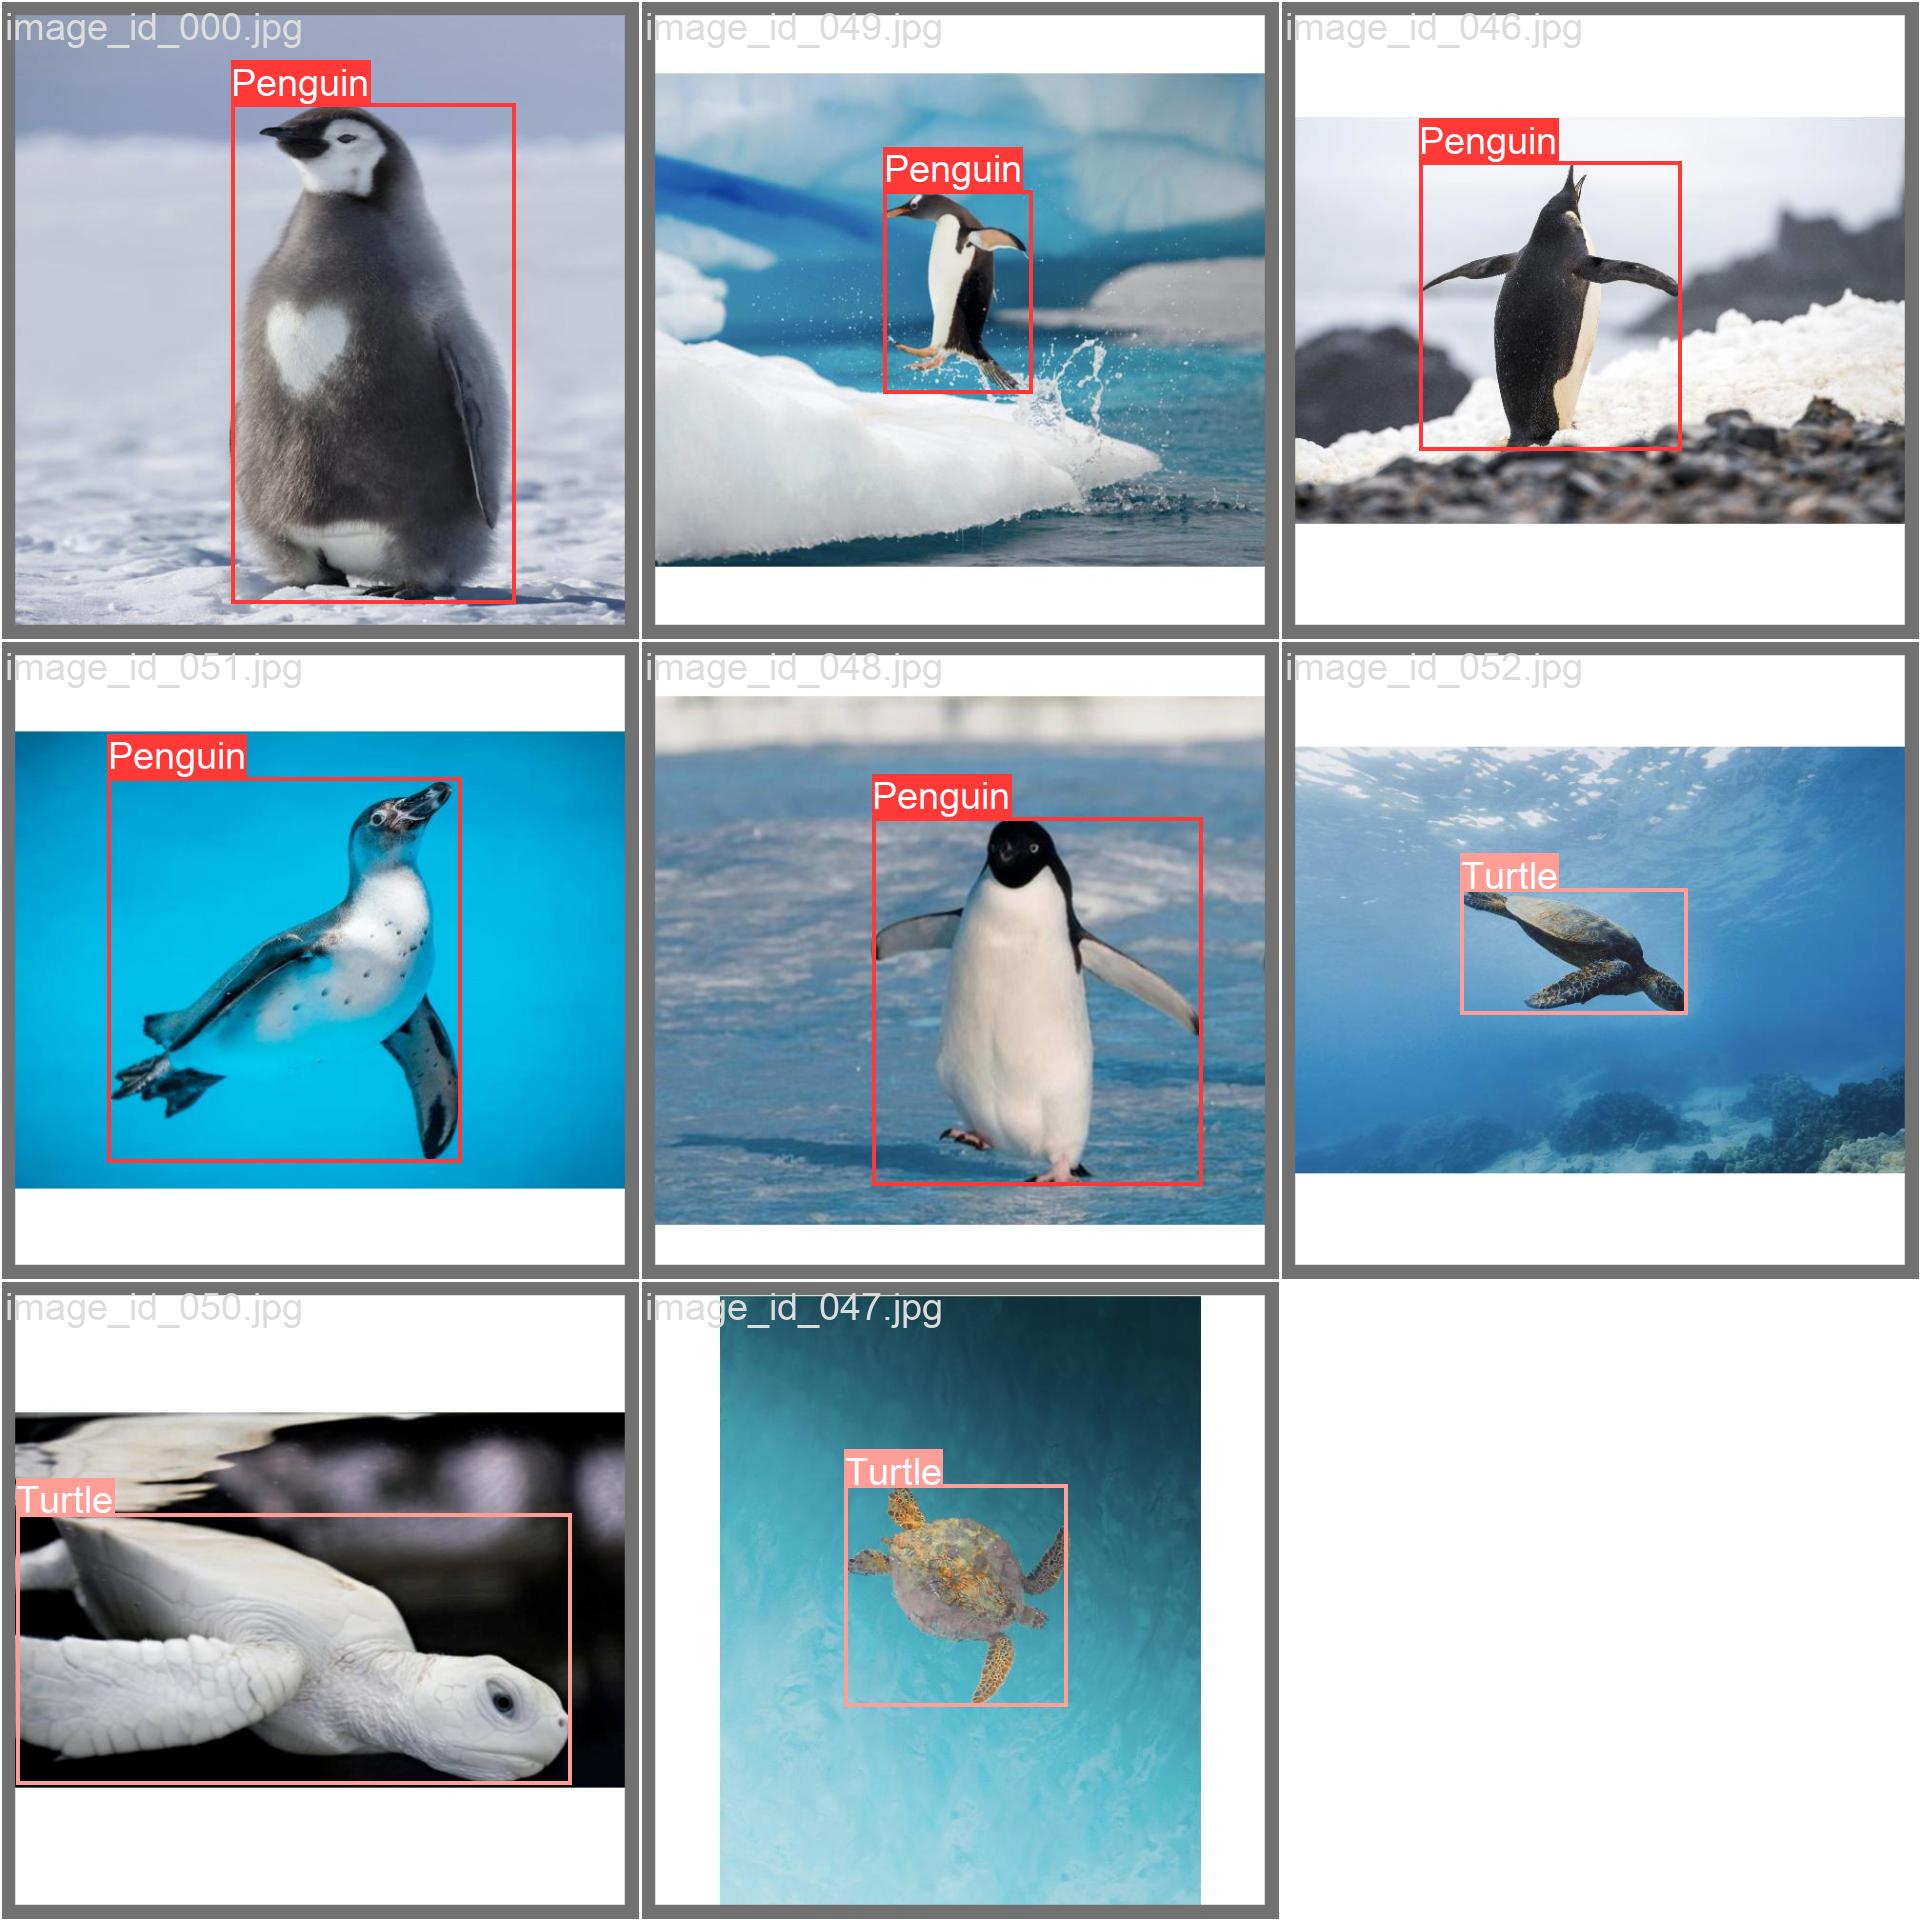 image_id_000.jpg
Penguin
image_id_049.jpg
Penguin
image_id_046.jpg
Penguin
image_id_051.jpg
Penguin
image_id_048.jpg
Penguin
image_id_052.jpg
Turtle
image_id_050.jpg
Turtle
image_id_047.jpg
Turtle